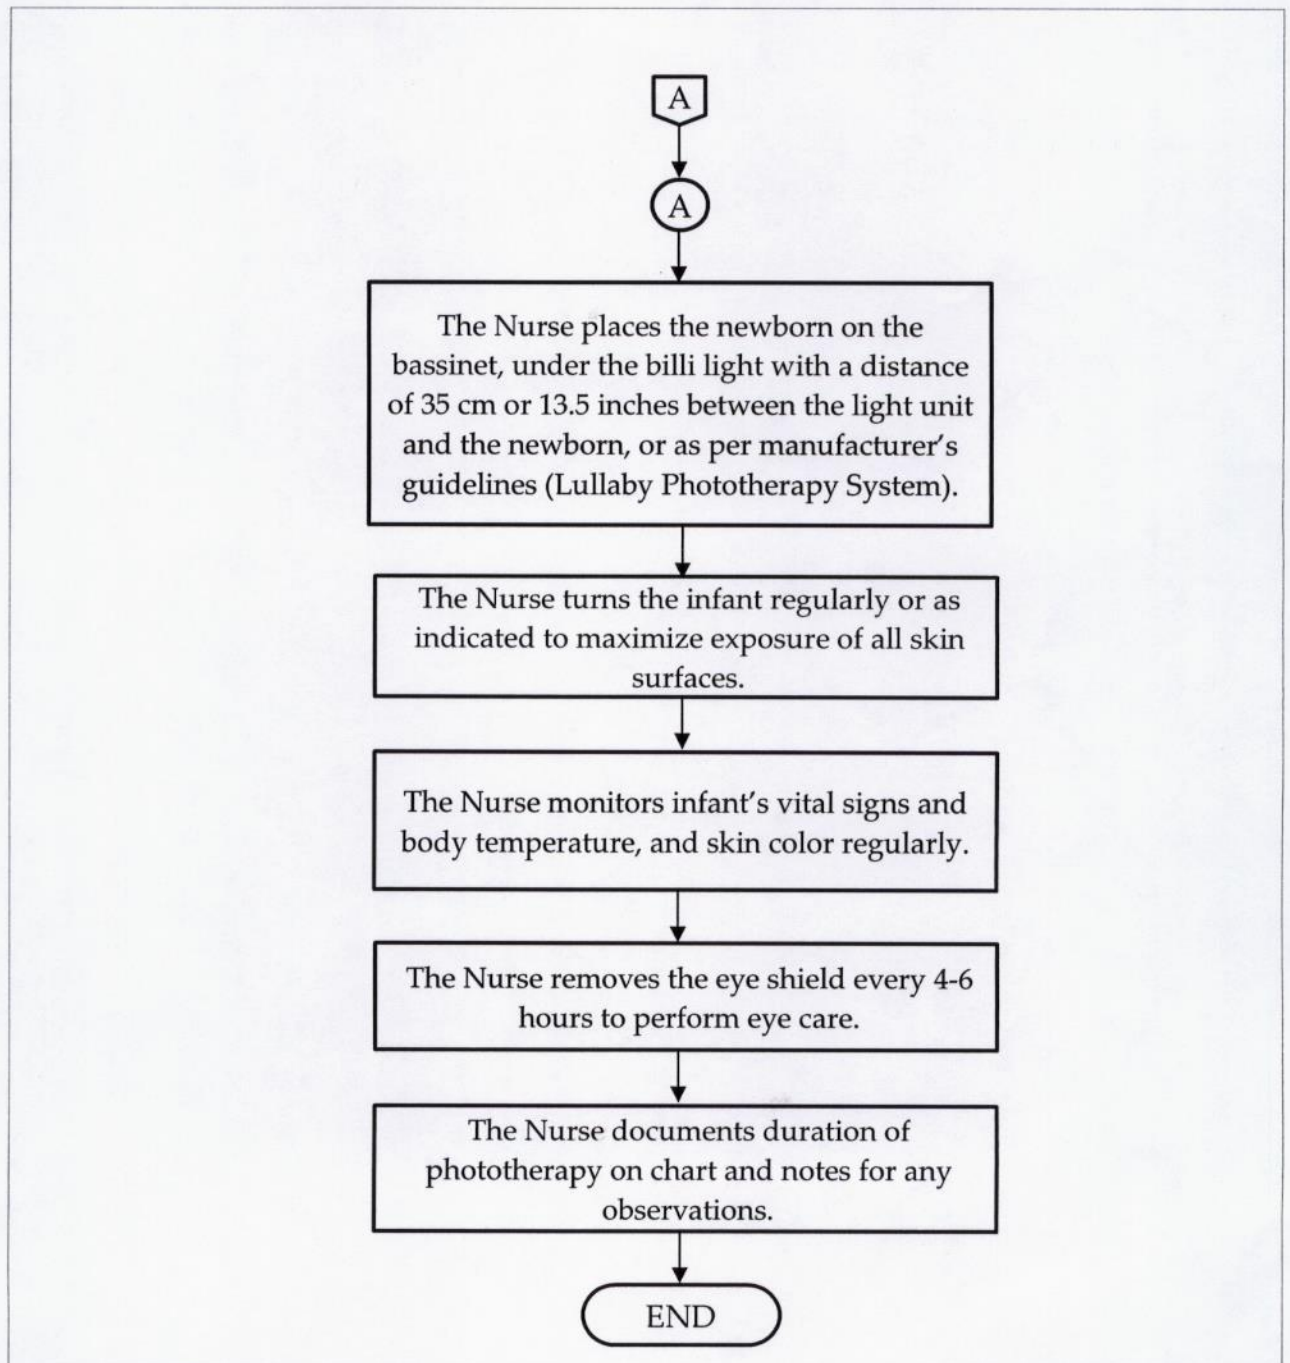 A
A
The Nurse places the newborn on the
bassinet, under the billi light with a distance
of 35 cm or 13.5 inches between the light unit
and the newborn, or as per manufacturer's
guidelines (Lullaby Phototherapy System).
The Nurse turns the infant regularly or as
indicated to maximize exposure of all skin
surfaces.
The Nurse monitors infant's vital signs and
body temperature, and skin color regularly.
The Nurse removes the eye shield every 4-6
hours to perform eye care.
The Nurse documents duration of
phototherapy on chart and notes for any
observations.
END